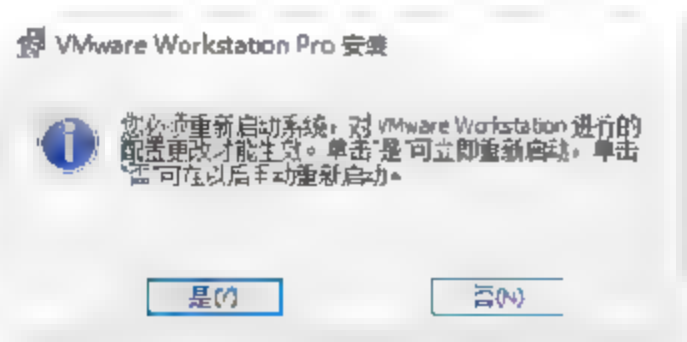 VMware Workstation Pro 安装
您必须重新启动系统，对 VMware Workstation 进行的
配置更改才能生效。单击"是"可立即重新启动，单击
"否"可在以后手动重新启动。
是(Y)
否(N)